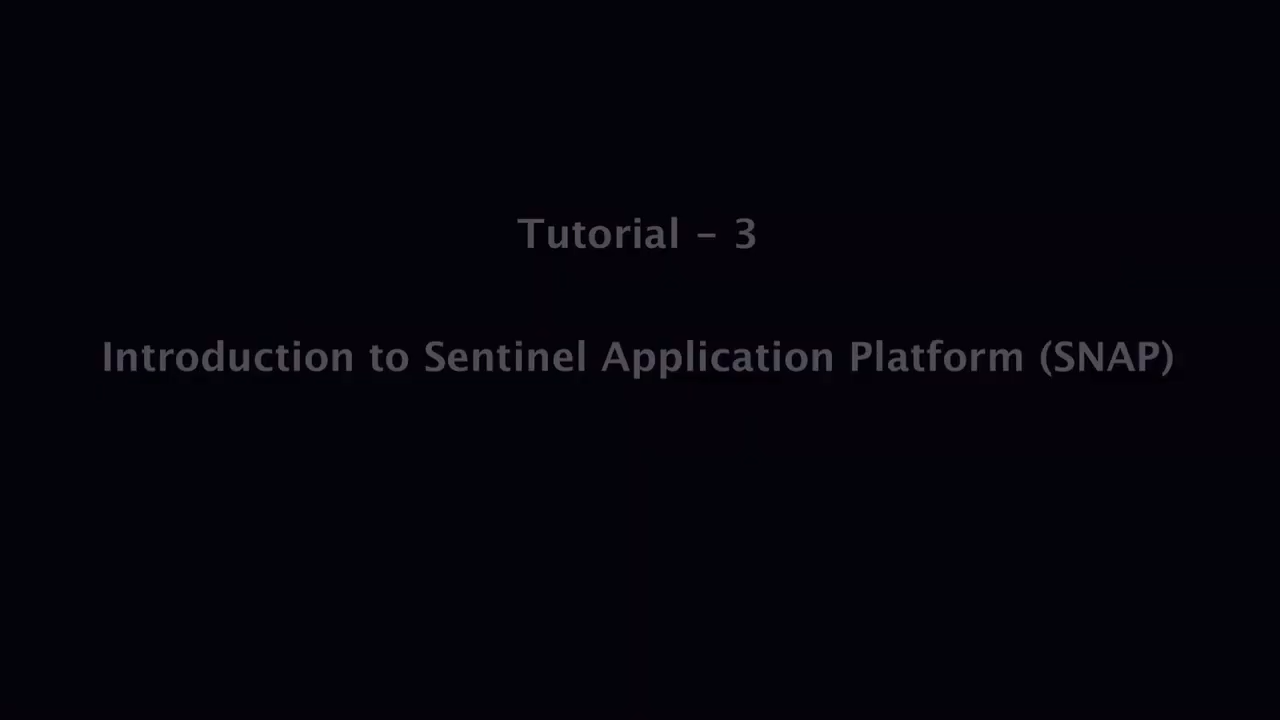 Tutorial - 3
Introduction to Sentinel Application Platform (SNAP)